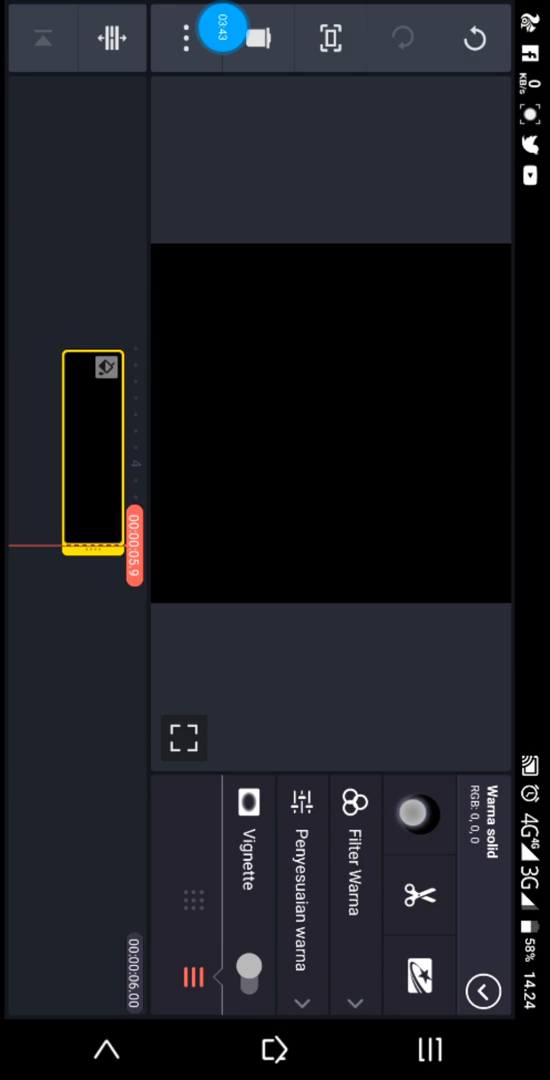 0
KB/s
4G 4G 3G 58% 14.24
03:43
Warna solid
RGB: 0, 0, 0
Filter Warna
Penyesuaian warna
Vignette
4
00:00:05.9
00:00:06.00